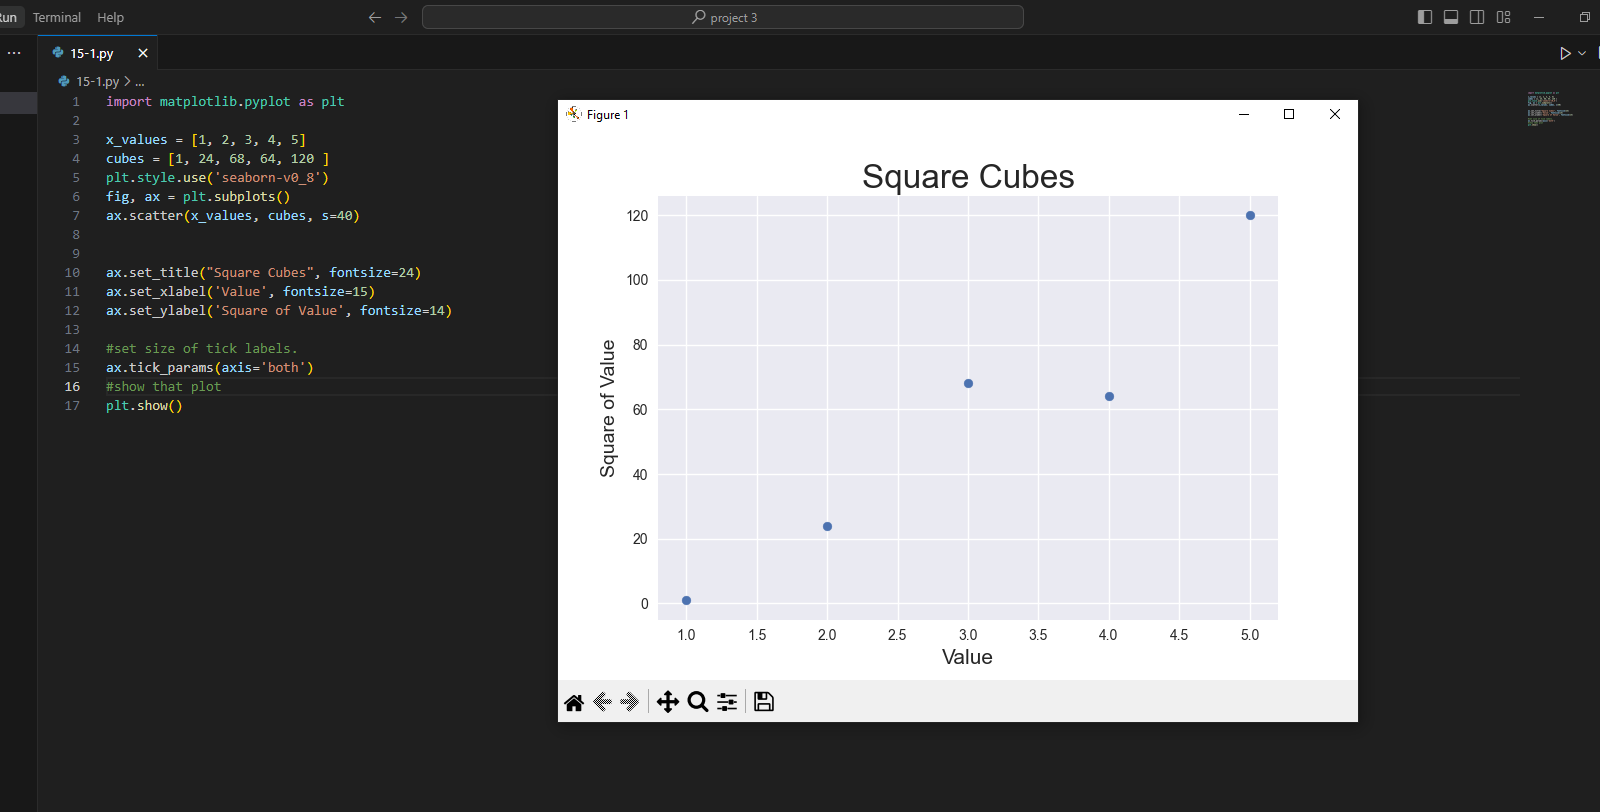 Run Terminal Help
project 3
15-1.py
15-1.py > ...
1 import matplotlib.pyplot as plt
2
3 x_values = [1, 2, 3, 4, 5]
4 cubes = [1, 24, 68, 64, 120 ]
5 plt.style.use('seaborn-v0_8')
6 fig, ax = plt.subplots()
7 ax.scatter(x_values, cubes, s=40)
8
9
10 ax.set_title("Square Cubes", fontsize=24)
11 ax.set_xlabel('Value', fontsize=15)
12 ax.set_ylabel('Square of Value', fontsize=14)
13
14 #set size of tick labels.
15 ax.tick_params(axis='both')
16 #show that plot
17 plt.show()
Figure 1
Square Cubes
120
100
80
60
40
20
0
Square of Value
1.0 1.5 2.0 2.5 3.0 3.5 4.0 4.5 5.0
Value